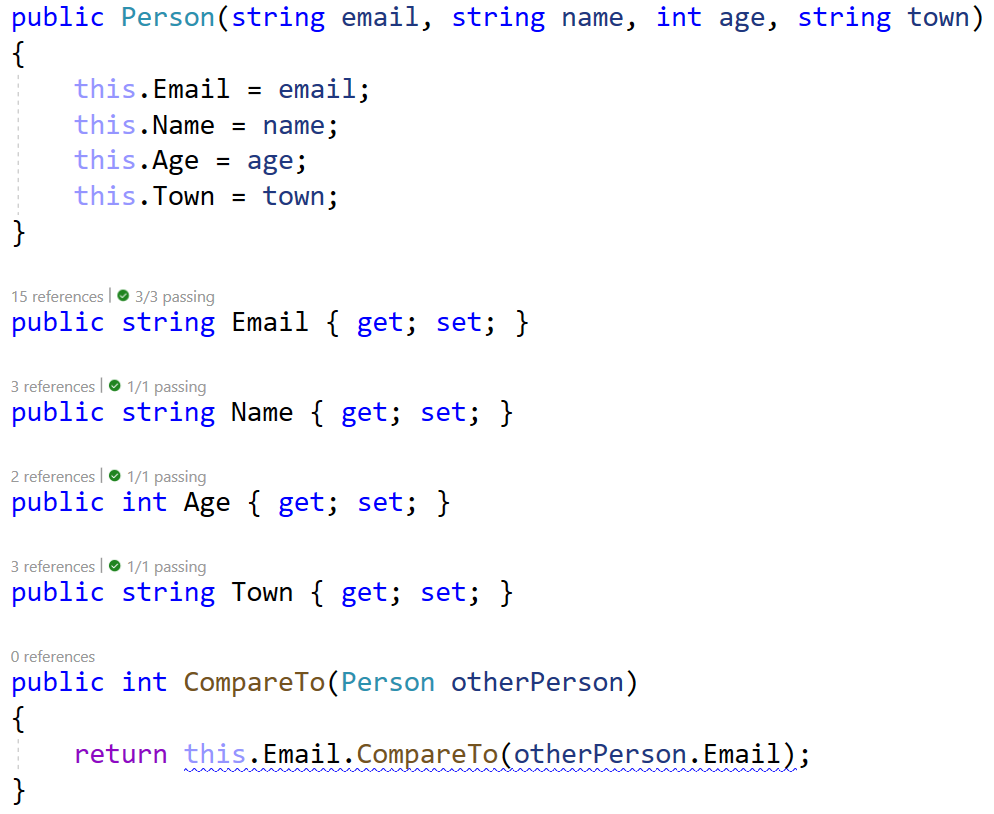 public Person(string email, string name, int age, string town)
{
    this.Email = email;
    this.Name = name;
    this.Age = age;
    this.Town = town;
}
15 references | 3/3 passing
public string Email { get; set; }
3 references | 1/1 passing
public string Name { get; set; }
2 references | 1/1 passing
public int Age { get; set; }
3 references | 1/1 passing
public string Town { get; set; }
0 references
public int CompareTo(Person otherPerson)
{
    return this.Email.CompareTo(otherPerson.Email);
}